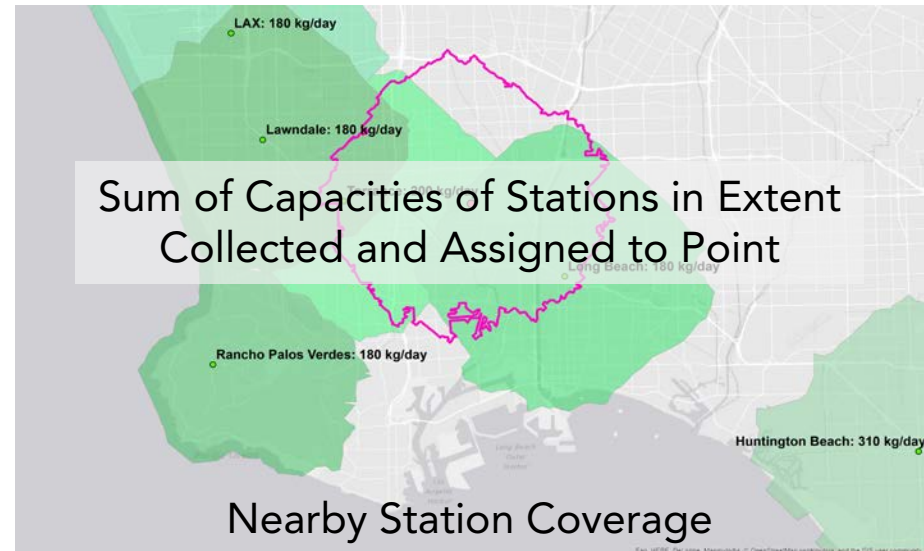 LAX: 180 kg/day
Lawndale: 180 kg/day
Sum of Capacities of Stations in Extent
Collected and Assigned to Point
Long Beach: 180 kg/day
Rancho Palos Verdes: 180 kg/day
Huntington Beach: 310 kg/day
Nearby Station Coverage